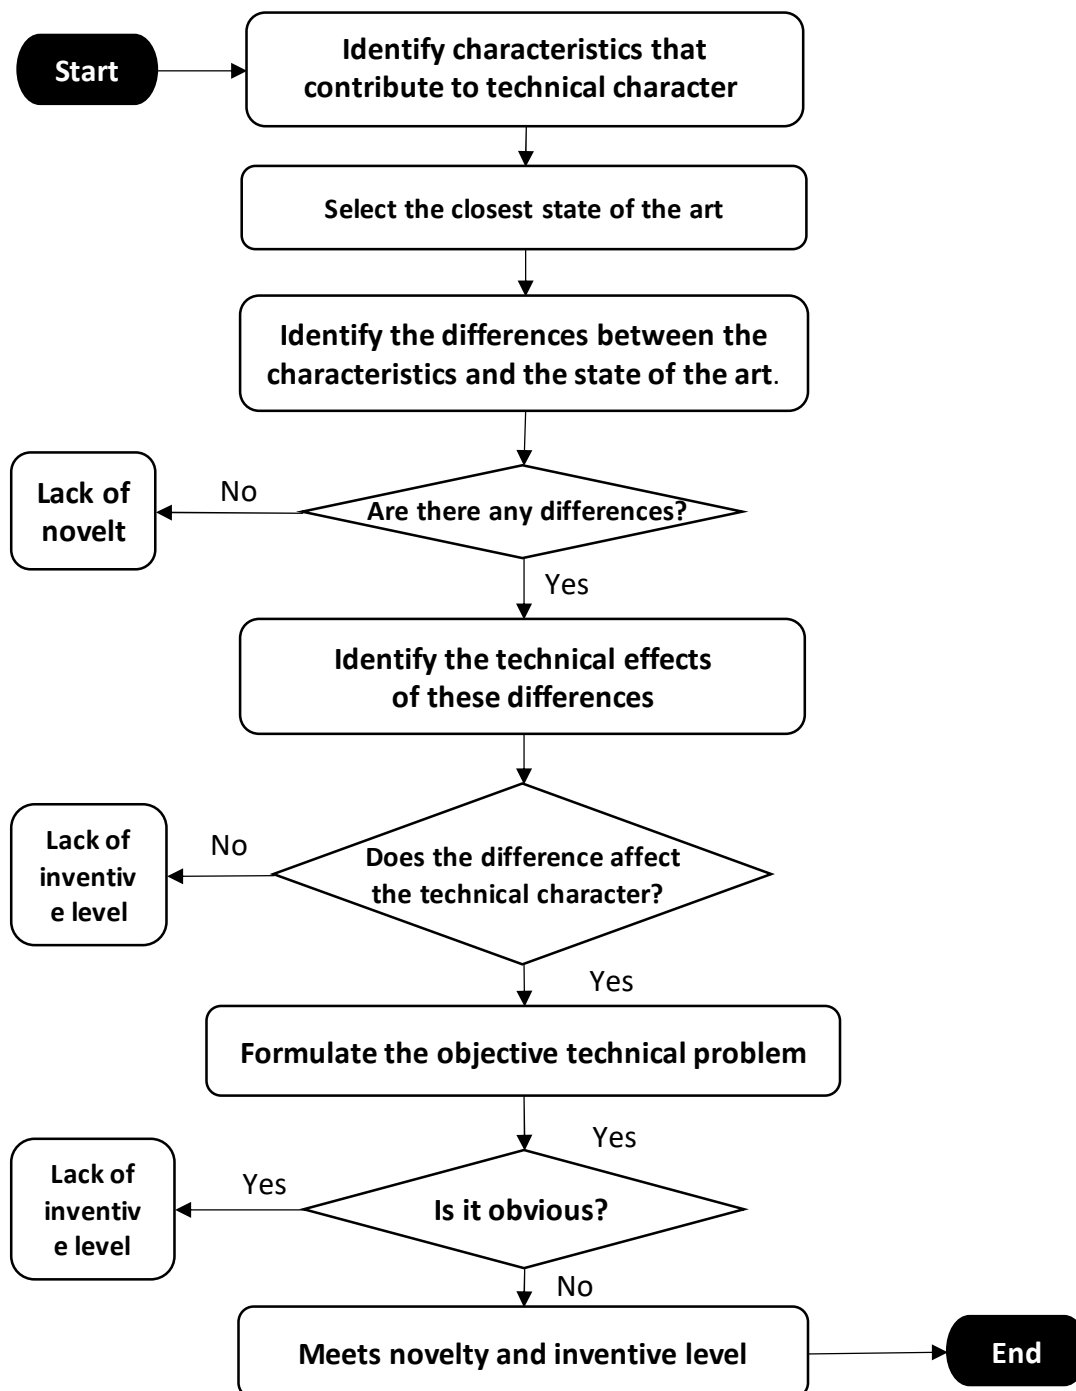 Start
Identify characteristics that
contribute to technical character
Select the closest state of the art
Identify the differences between the
characteristics and the state of the art.
Are there any differences?
No
Lack of
novelt
Yes
Identify the technical effects
of these differences
Does the difference affect
the technical character?
No
Lack of
inventiv
e level
Yes
Formulate the objective technical problem
Yes
Is it obvious?
Yes
Lack of
inventiv
e level
No
Meets novelty and inventive level
End